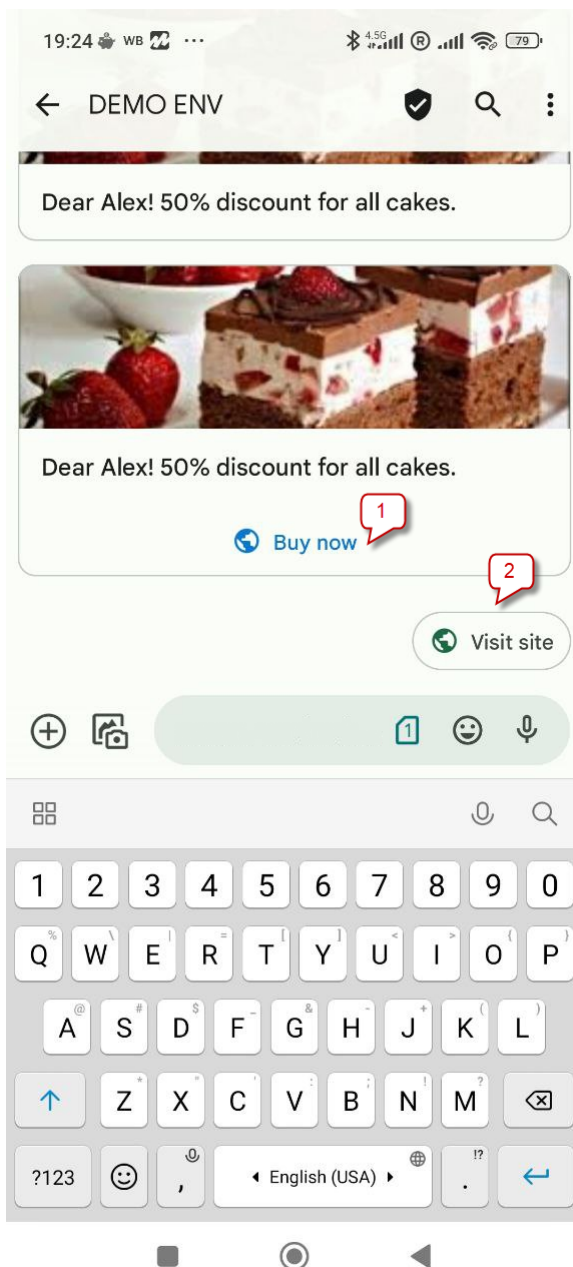 19:24 WB ... 4.5G R 79
DEMO ENV
Dear Alex! 50% discount for all cakes.
Dear Alex! 50% discount for all cakes.
1
Buy now
2
Visit site
1
1 2 3 4 5 6 7 8 9 0
% \ | = [ ] < > { }
Q W E R T Y U I O P
@ # $ _ & - + ( )
A S D F G H J K L
* " ' : ; ! ?
Z X C V B N M
!?
?123 , English (USA) .